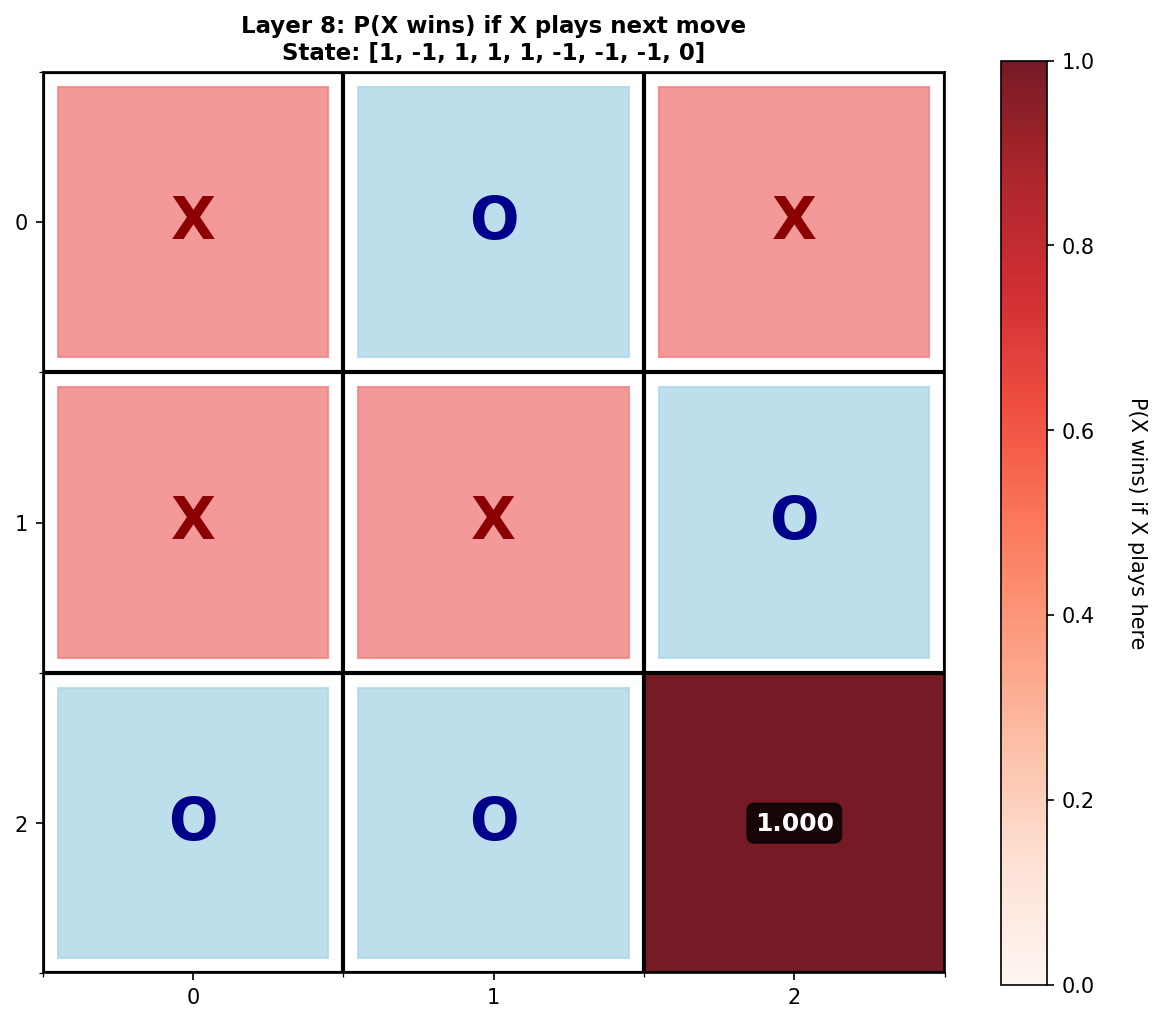 Layer 8: P(X wins) if X plays next move
State: [1, -1, 1, 1, 1, -1, -1, -1, 0]
0 X O X
1 X X O
2 O O 1.000
0 1 2
1.0
0.8
0.6
0.4
0.2
0.0
P(X wins) if X plays here